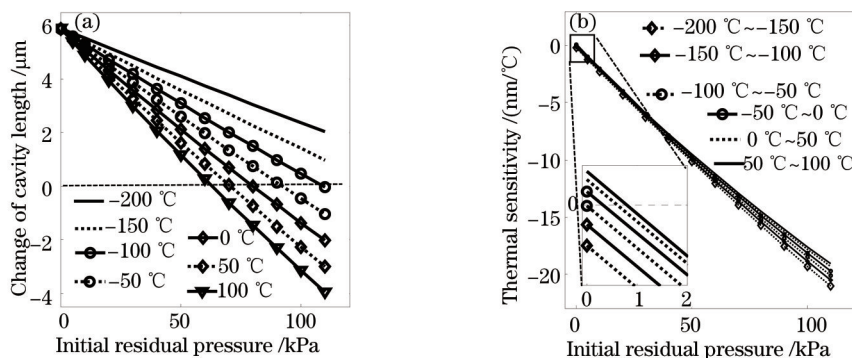 (a)
Change of cavity length /μm
6
4
2
0
−2
−4
−200 ℃
−150 ℃
−100 ℃
−50 ℃
0 ℃
50 ℃
100 ℃
0 50 100
Initial residual pressure /kPa
(b)
Thermal sensitivity /(nm/℃)
0
−5
−10
−15
−20
−200 ℃~−150 ℃
−150 ℃~−100 ℃
−100 ℃~−50 ℃
−50 ℃~0 ℃
0 ℃~50 ℃
50 ℃~100 ℃
0
0 1 2
0 50 100
Initial residual pressure /kPa